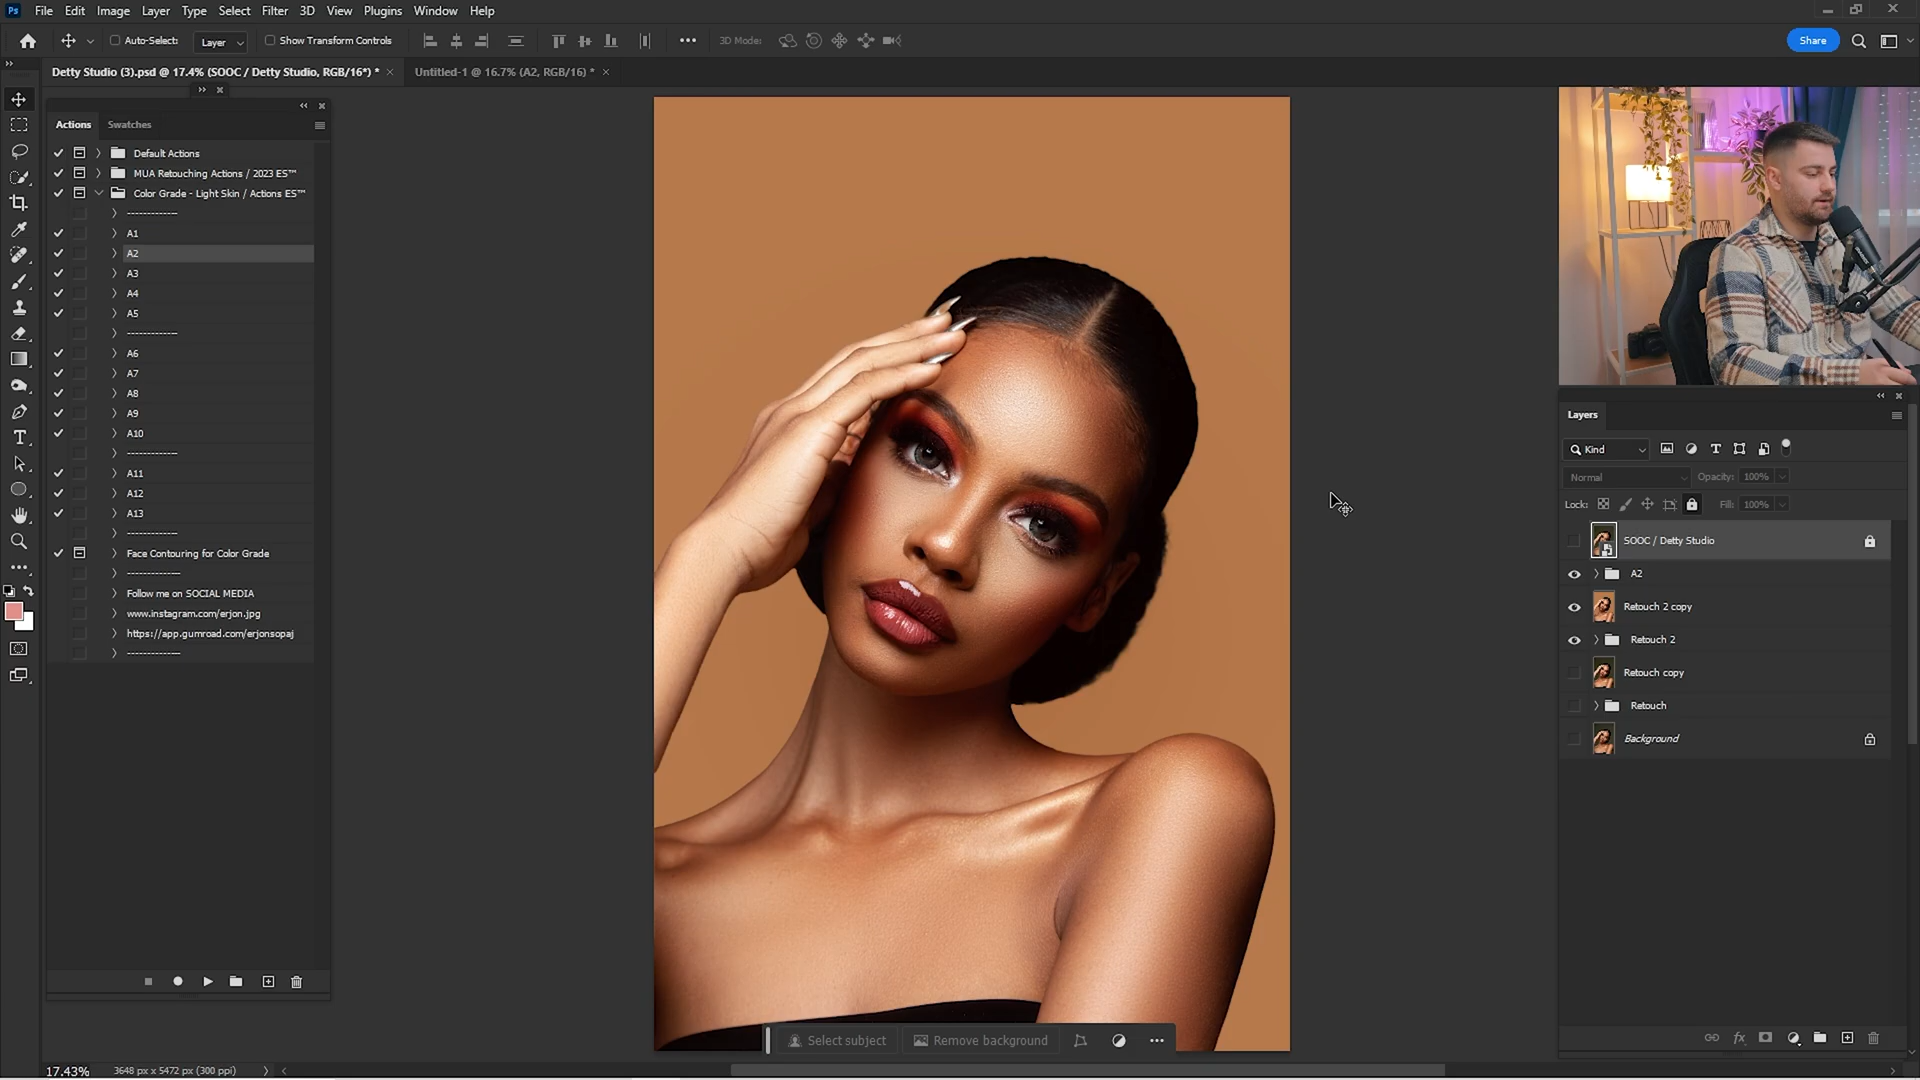 Ps File Edit Image Layer Type Select Filter 3D View Plugins Window Help
Auto-Select: Layer Show Transform Controls 3D Mode: Share
Detty Studio (3).psd @ 17.4% (SOOC / Detty Studio, RGB/16*) * Untitled-1 @ 16.7% (A2, RGB/16) *
Actions Swatches
Default Actions
MUA Retouching Actions / 2023 ES™
Color Grade - Light Skin / Actions ES™
-------------
A1
A2
A3
A4
A5
-------------
A6
A7
A8
A9
A10
-------------
A11
A12
A13
-------------
Face Contouring for Color Grade
-------------
Follow me on SOCIAL MEDIA
www.instagram.com/erjon.jpg
https://app.gumroad.com/erjonsopaj
-------------
Select subject Remove background
17.43% 3648 px x 5472 px (300 ppi)
Layers
Kind
Normal Opacity: 100%
Lock: Fill: 100%
SOOC / Detty Studio
A2
Retouch 2 copy
Retouch 2
Retouch copy
Retouch
Background